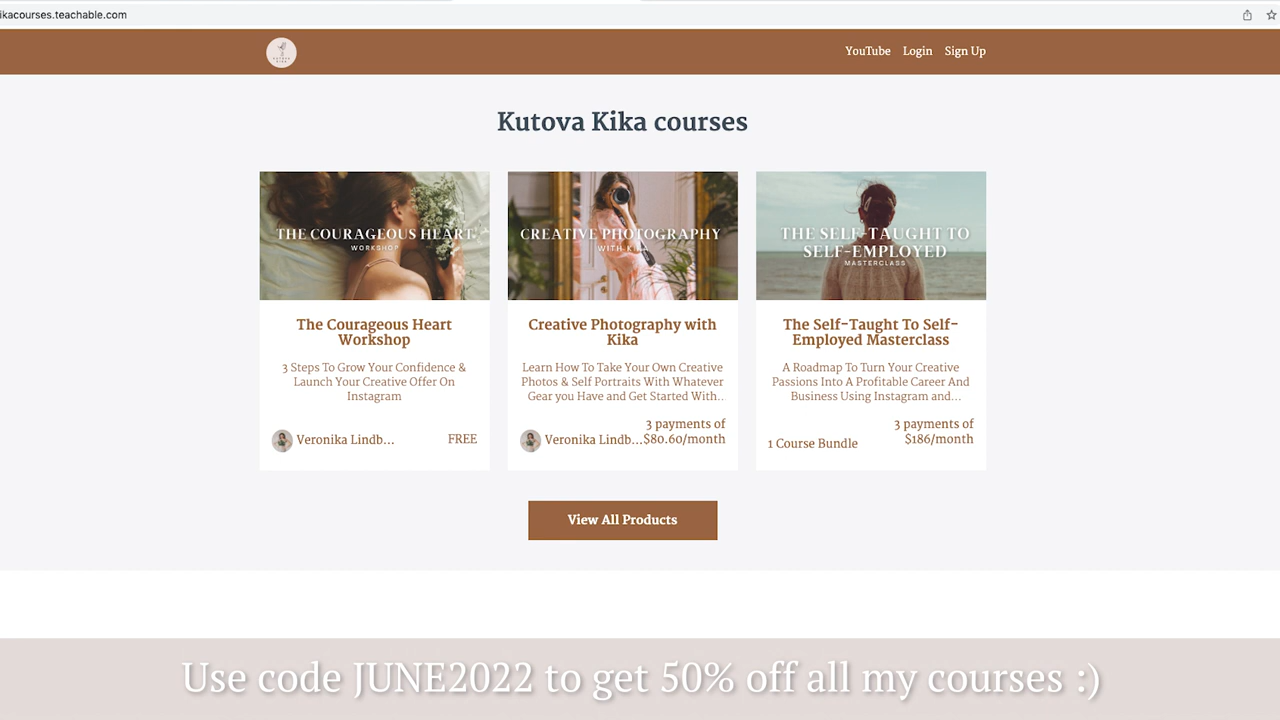 ikacourses.teachable.com
YouTube Login Sign Up
Kutova Kika courses
THE COURAGEOUS HEART
WORKSHOP
CREATIVE PHOTOGRAPHY
WITH KIKA
THE SELF-TAUGHT TO
SELF-EMPLOYED
MASTERCLASS
The Courageous Heart
Workshop
3 Steps To Grow Your Confidence &
Launch Your Creative Offer On
Instagram
Veronika Lindb...
FREE
Creative Photography with
Kika
Learn How To Take Your Own Creative
Photos & Self Portraits With Whatever
Gear you Have and Get Started With...
Veronika Lindb...
3 payments of
$80.60/month
The Self-Taught To Self-
Employed Masterclass
A Roadmap To Turn Your Creative
Passions Into A Profitable Career And
Business Using Instagram and...
1 Course Bundle
3 payments of
$186/month
View All Products
Use code JUNE2022 to get 50% off all my courses :)